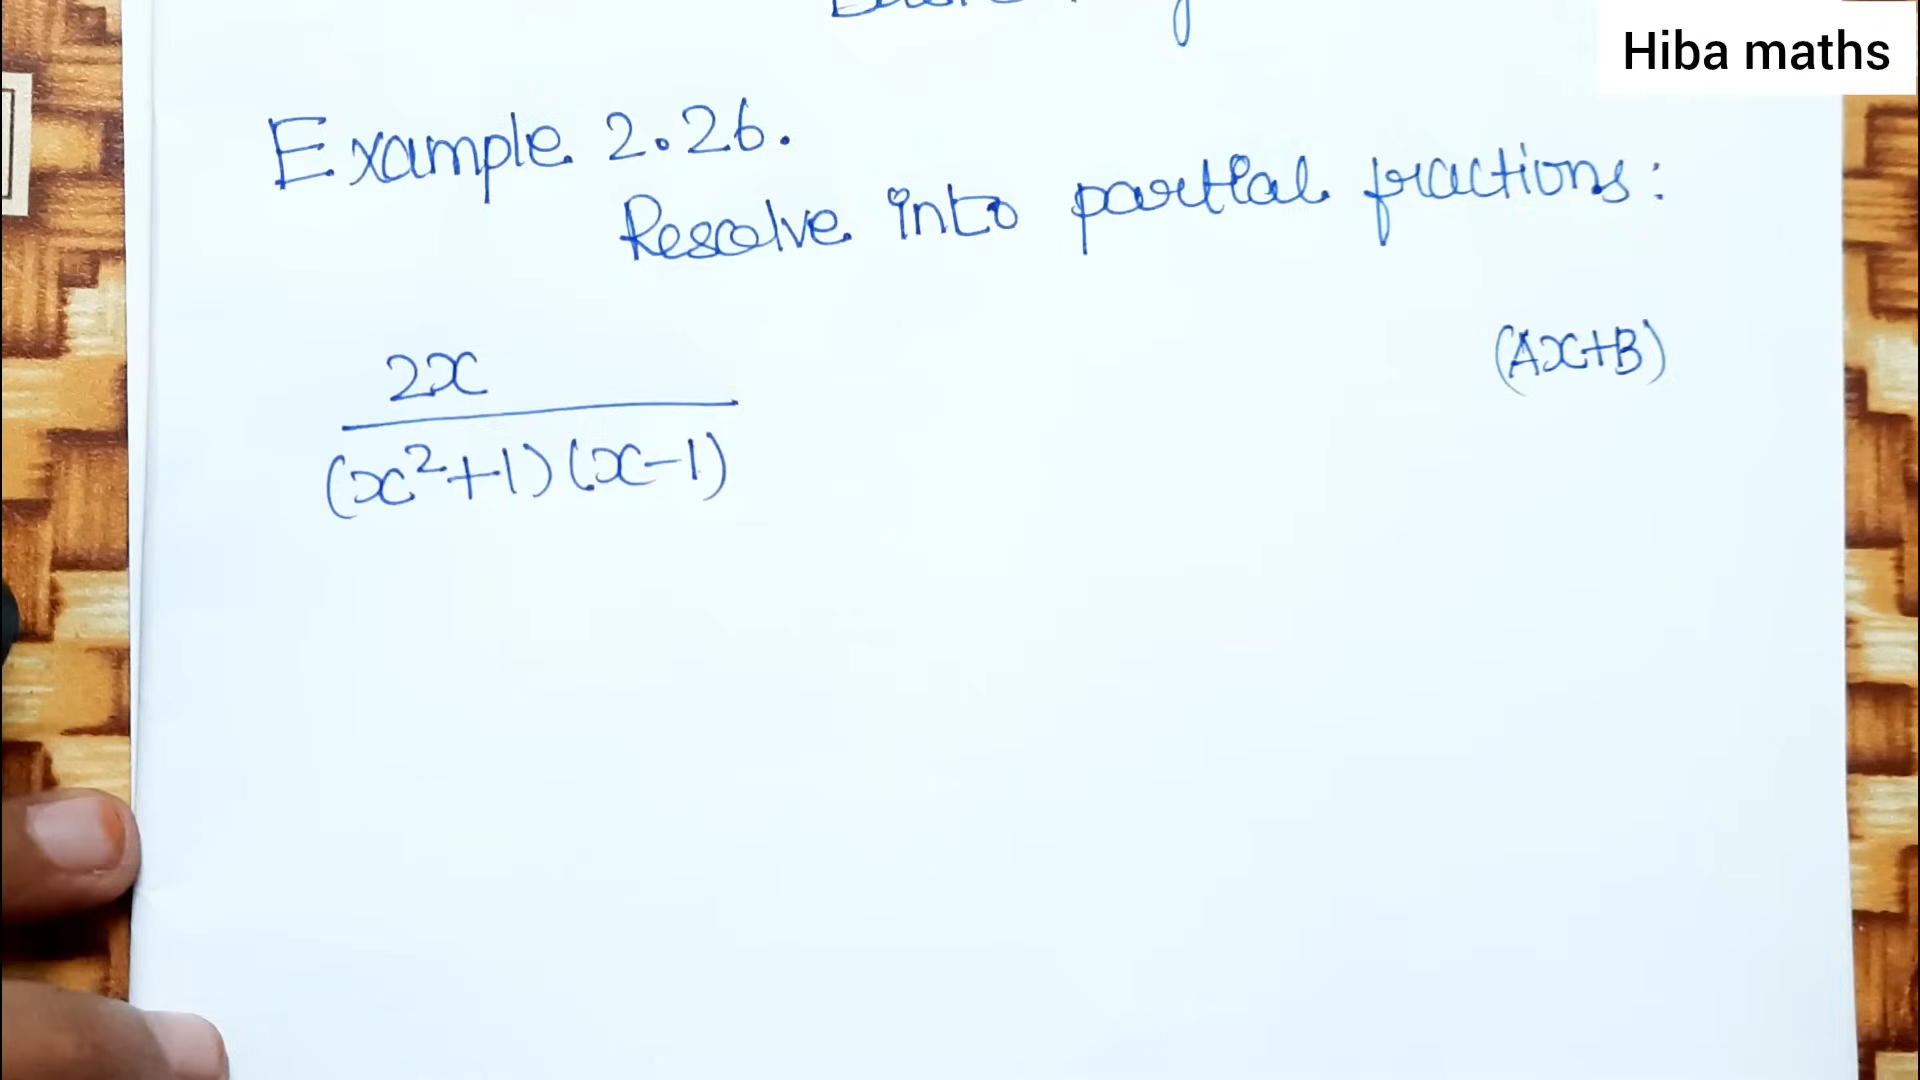 Hiba maths
Example 2.26.
Resolve into partial fractions:
(Ax+B)
2x
(x²+1)(x-1)